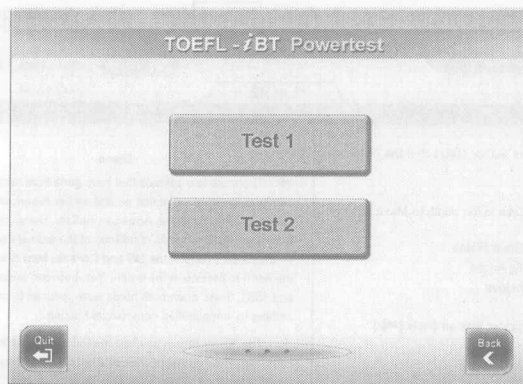 TOEFL - iBT Powertest
Test 1
Test 2
Quit
Back